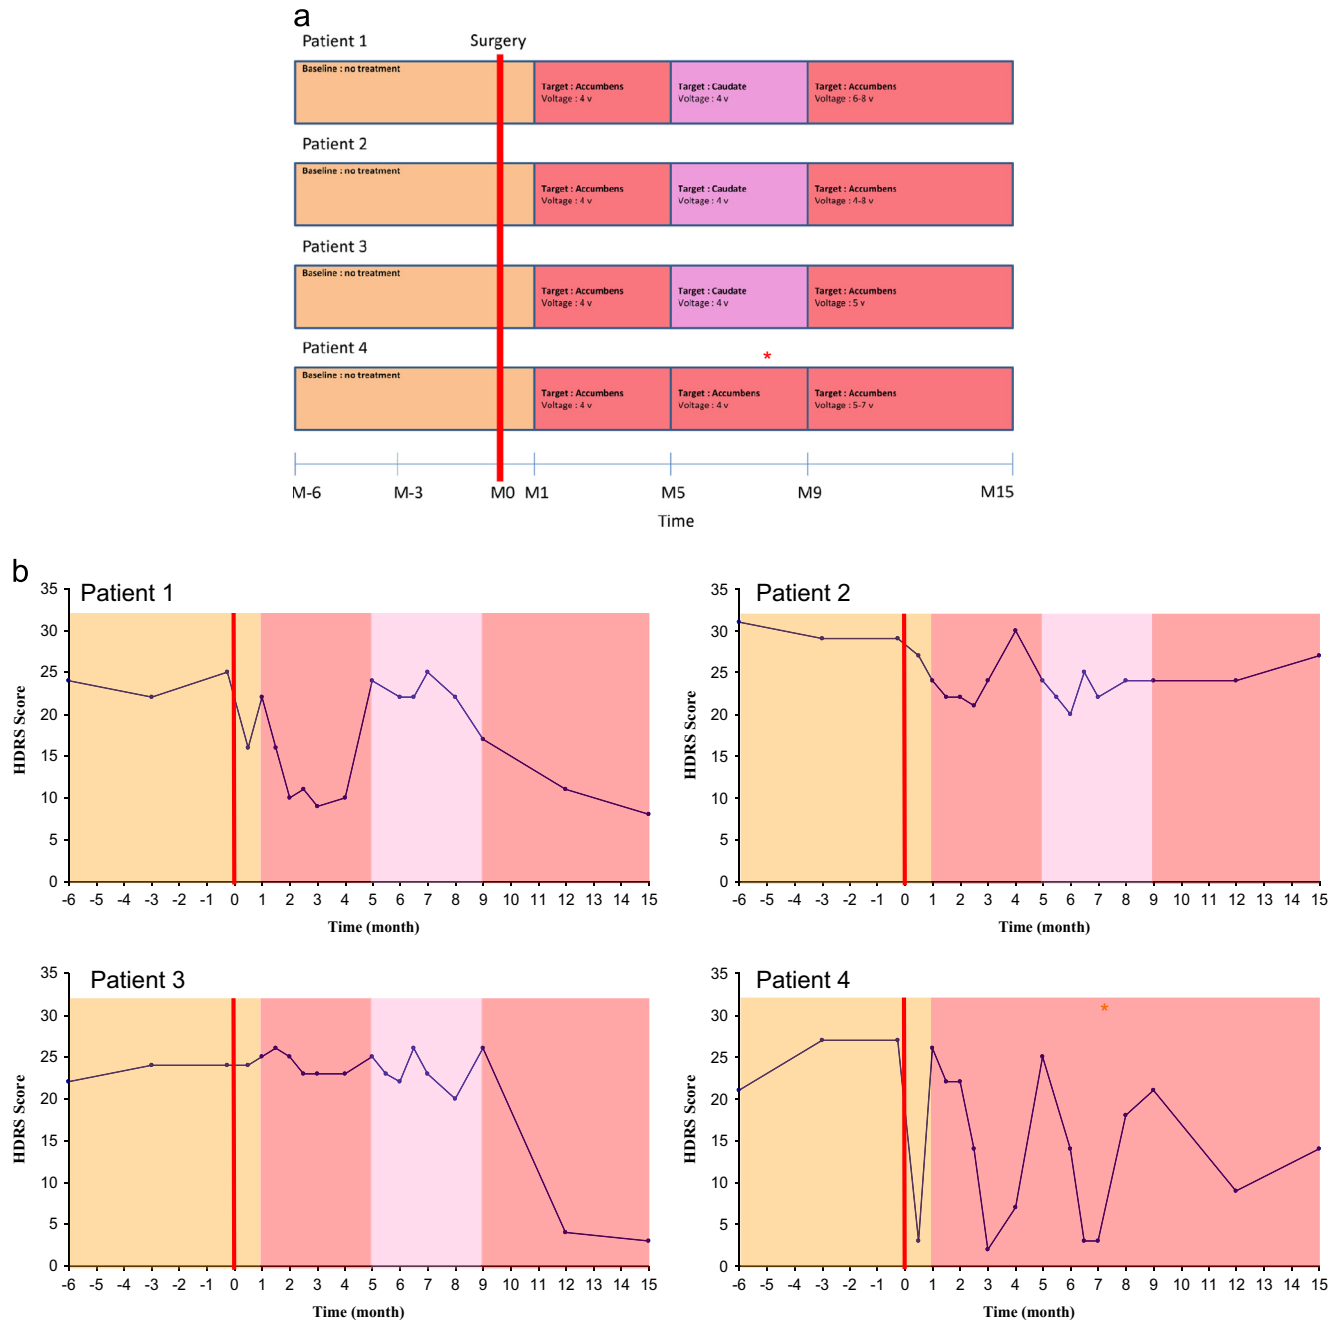 a
Patient 1
Surgery
Baseline : no treatment
Target : Accumbens
Voltage : 4 v
Target : Caudate
Voltage : 4 v
Target : Accumbens
Voltage : 6-8 v
Patient 2
Baseline : no treatment
Target : Accumbens
Voltage : 4 v
Target : Caudate
Voltage : 4 v
Target : Accumbens
Voltage : 4-8 v
Patient 3
Baseline : no treatment
Target : Accumbens
Voltage : 4 v
Target : Caudate
Voltage : 4 v
Target : Accumbens
Voltage : 5 v
Patient 4
*
Baseline : no treatment
Target : Accumbens
Voltage : 4 v
Target : Accumbens
Voltage : 4 v
Target : Accumbens
Voltage : 5-7 v
M-6 M-3 M0 M1 M5 M9 M15
Time
b
Patient 1
HDRS Score
35
30
25
20
15
10
5
0
-6 -5 -4 -3 -2 -1 0 1 2 3 4 5 6 7 8 9 10 11 12 13 14 15
Time (month)
Patient 2
HDRS Score
35
30
25
20
15
10
5
0
-6 -5 -4 -3 -2 -1 0 1 2 3 4 5 6 7 8 9 10 11 12 13 14 15
Time (month)
Patient 3
HDRS Score
35
30
25
20
15
10
5
0
-6 -5 -4 -3 -2 -1 0 1 2 3 4 5 6 7 8 9 10 11 12 13 14 15
Time (month)
Patient 4
*
HDRS Score
35
30
25
20
15
10
5
0
-6 -5 -4 -3 -2 -1 0 1 2 3 4 5 6 7 8 9 10 11 12 13 14 15
Time (month)